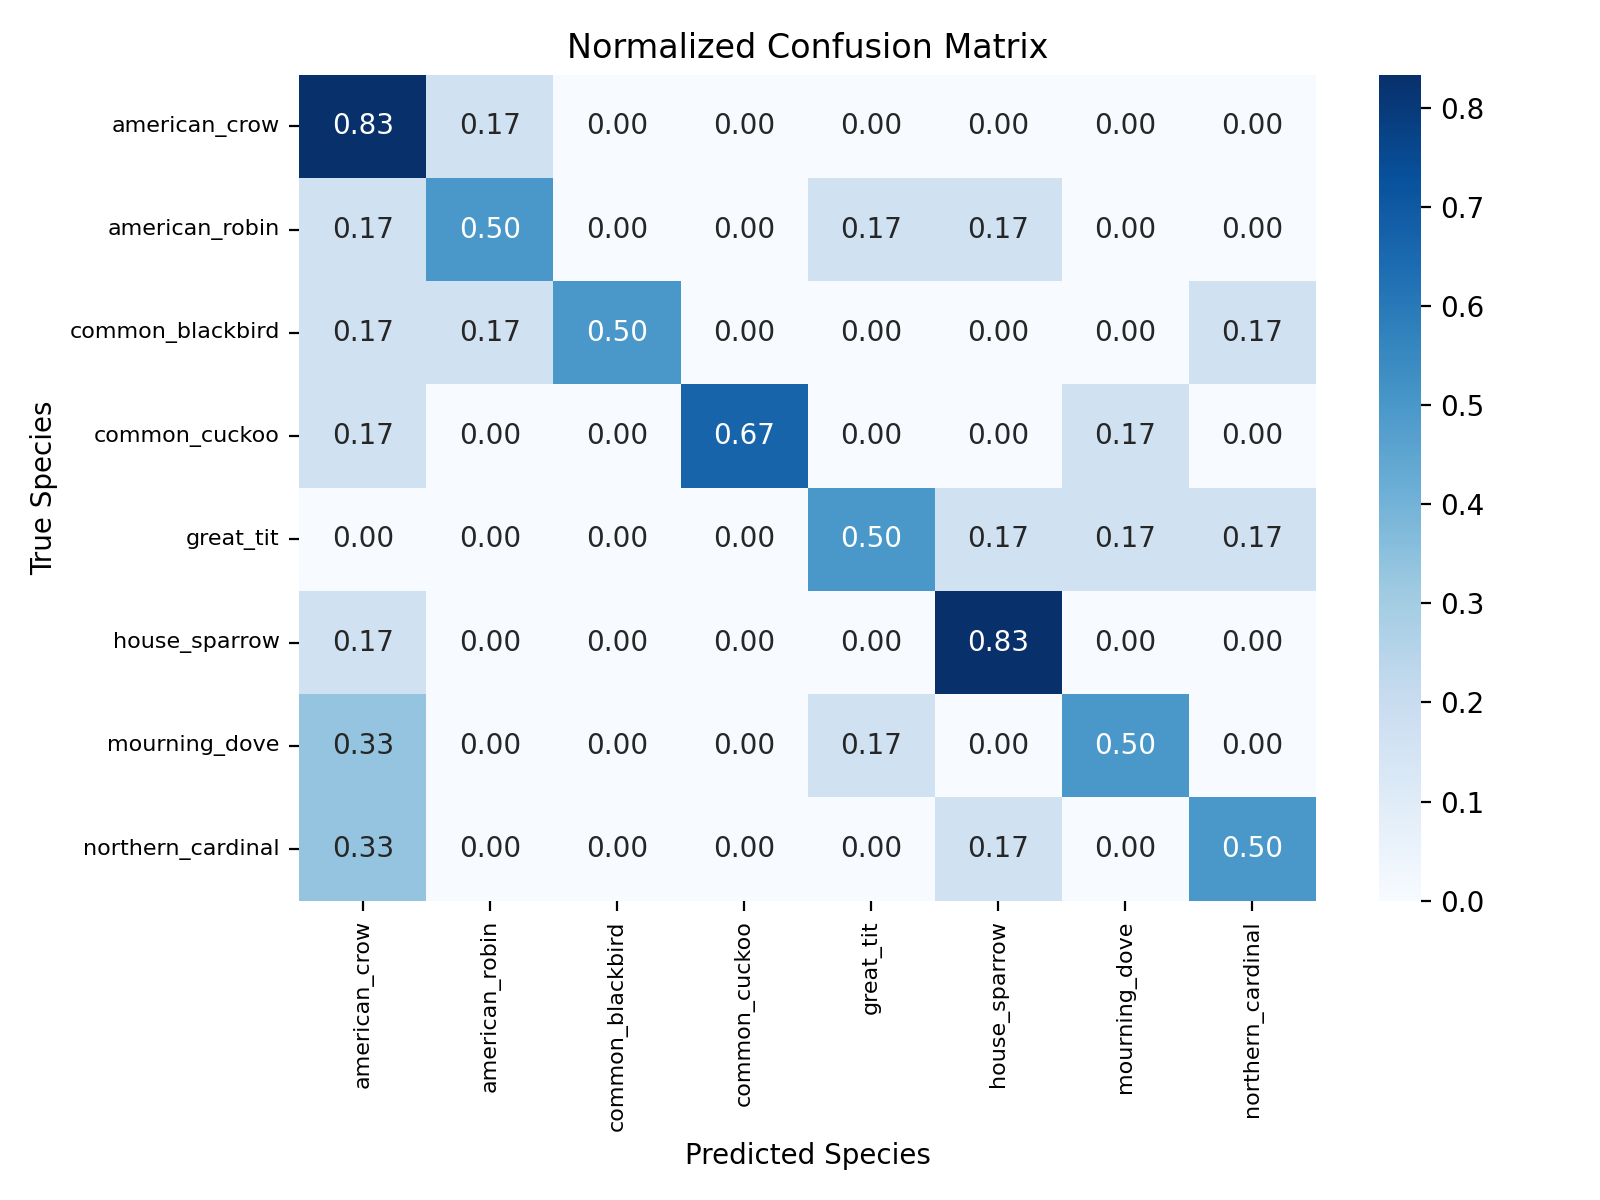 Normalized Confusion Matrix
True Species
american_crow 0.83 0.17 0.00 0.00 0.00 0.00 0.00 0.00
american_robin 0.17 0.50 0.00 0.00 0.17 0.17 0.00 0.00
common_blackbird 0.17 0.17 0.50 0.00 0.00 0.00 0.00 0.17
common_cuckoo 0.17 0.00 0.00 0.67 0.00 0.00 0.17 0.00
great_tit 0.00 0.00 0.00 0.00 0.50 0.17 0.17 0.17
house_sparrow 0.17 0.00 0.00 0.00 0.00 0.83 0.00 0.00
mourning_dove 0.33 0.00 0.00 0.00 0.17 0.00 0.50 0.00
northern_cardinal 0.33 0.00 0.00 0.00 0.00 0.17 0.00 0.50
american_crow
american_robin
common_blackbird
common_cuckoo
great_tit
house_sparrow
mourning_dove
northern_cardinal
Predicted Species
0.8
0.7
0.6
0.5
0.4
0.3
0.2
0.1
0.0